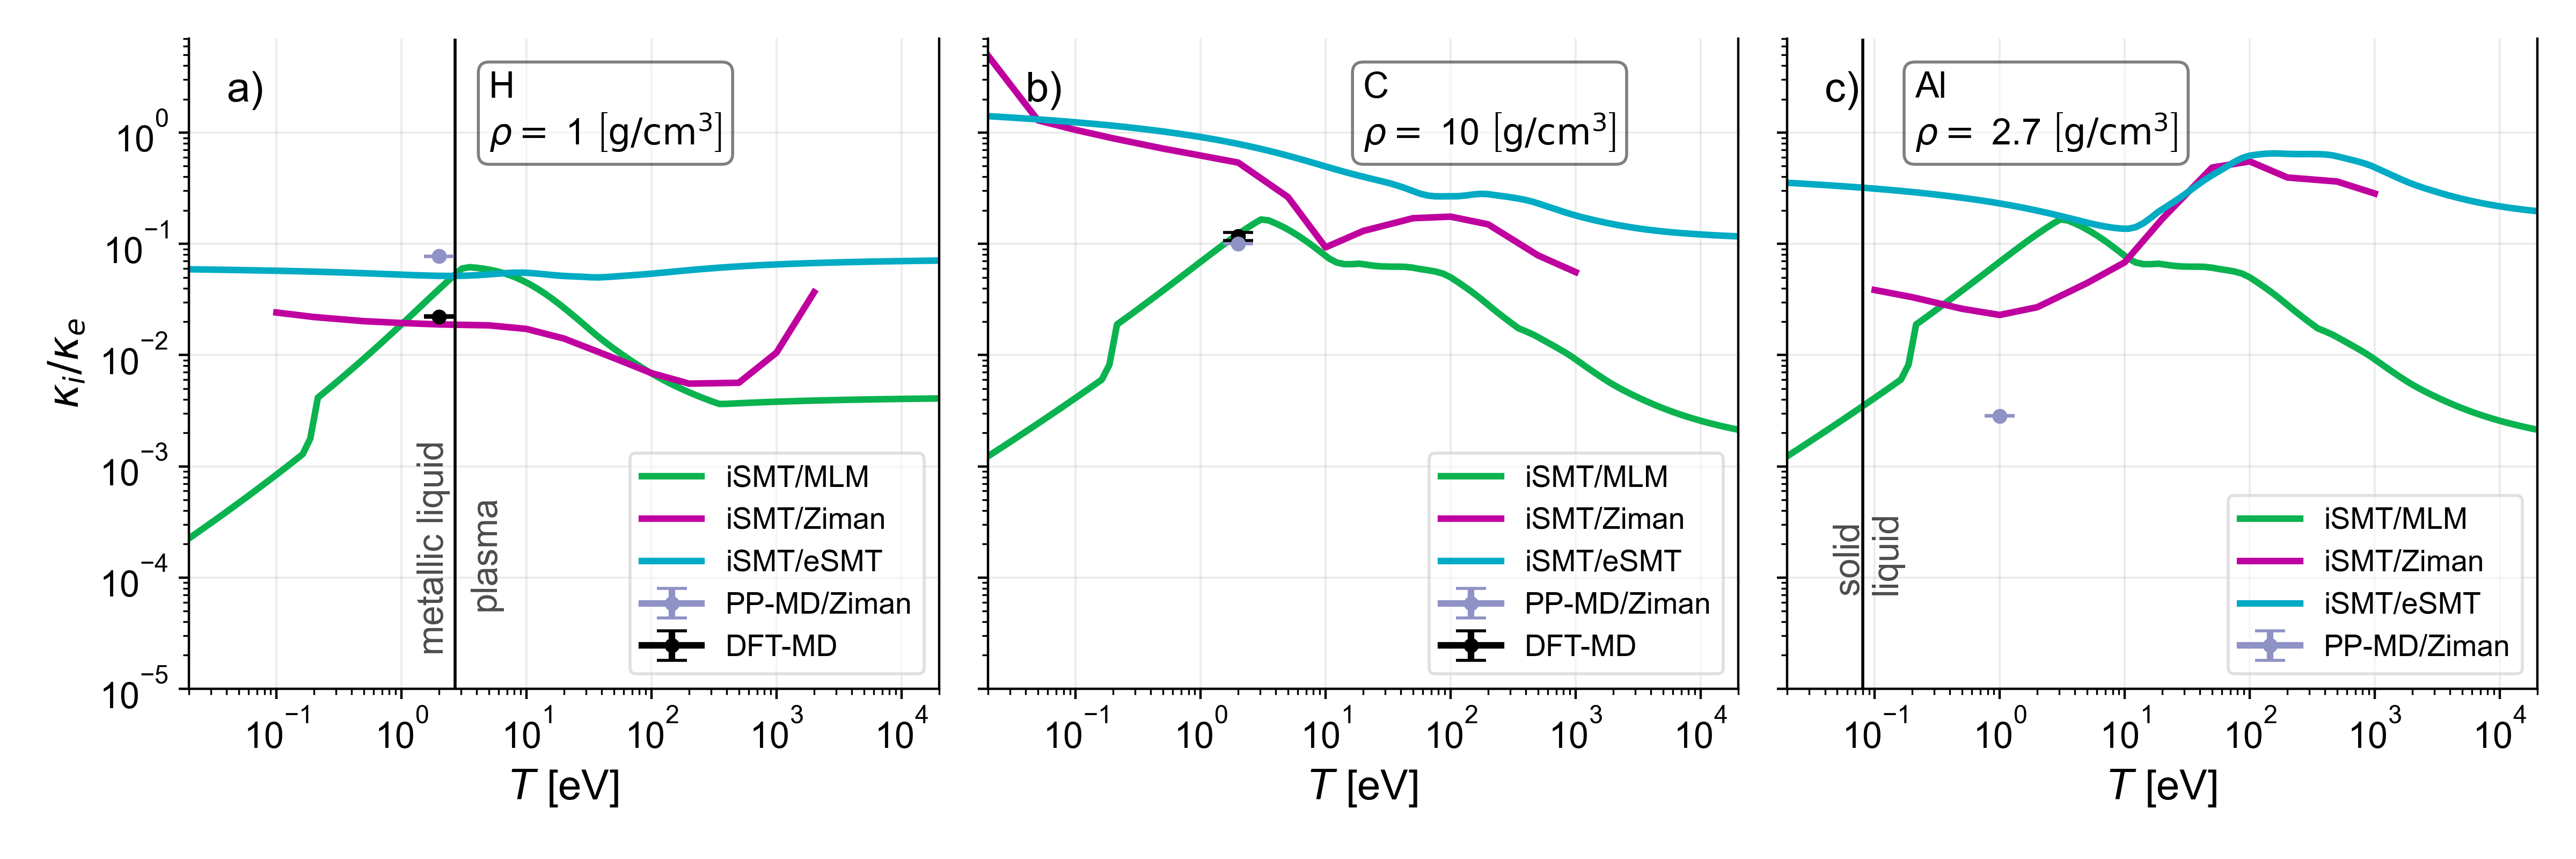 κᵢ/κₑ
10⁰
10⁻¹
10⁻²
10⁻³
10⁻⁴
10⁻⁵
a)
H
ρ = 1 [g/cm³]
metallic liquid
plasma
iSMT/MLM
iSMT/Ziman
iSMT/eSMT
PP-MD/Ziman
DFT-MD
10⁻¹ 10⁰ 10¹ 10² 10³ 10⁴
T [eV]
b)
C
ρ = 10 [g/cm³]
iSMT/MLM
iSMT/Ziman
iSMT/eSMT
PP-MD/Ziman
DFT-MD
10⁻¹ 10⁰ 10¹ 10² 10³ 10⁴
T [eV]
c)
Al
ρ = 2.7 [g/cm³]
solid
liquid
iSMT/MLM
iSMT/Ziman
iSMT/eSMT
PP-MD/Ziman
10⁻¹ 10⁰ 10¹ 10² 10³ 10⁴
T [eV]